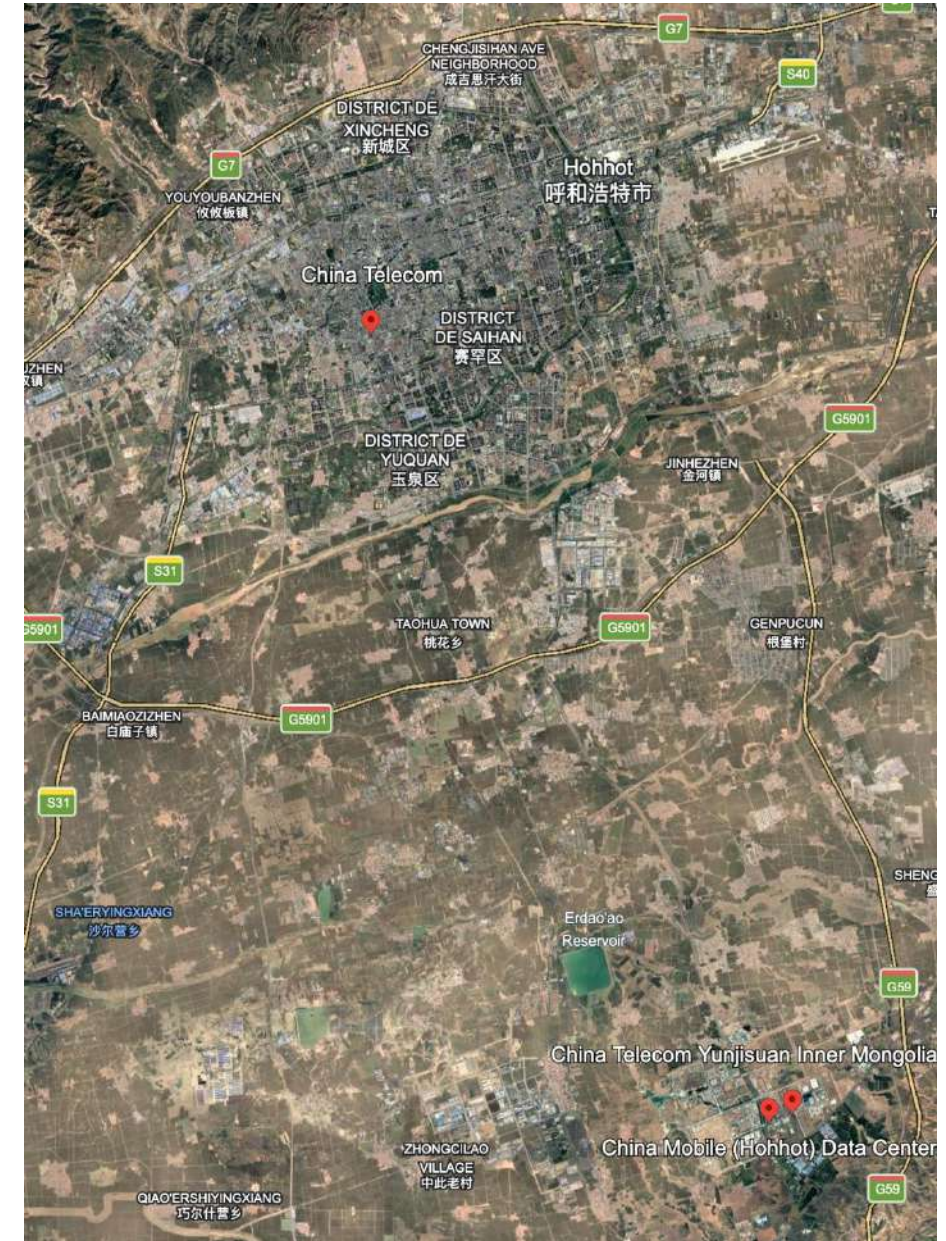 G7
CHENGJISIHAN AVE
NEIGHBORHOOD
成吉思汗大街
S40
DISTRICT DE
XINCHENG
新城区
G7
Hohhot
呼和浩特市
YOUYOUBANZHEN
攸攸板镇
China Telecom
DISTRICT
DE SAIHAN
赛罕区
JZHEN
G5901
DISTRICT DE
YUQUAN
玉泉区
JINHEZHEN
金河镇
S31
G5901
TAOHUA TOWN
桃花乡
G5901
GENPUCUN
根堡村
BAIMIAOZIZHEN
白庙子镇
G5901
S31
SHENG
SHA'ERYINGXIANG
沙尔营乡
Erdao'ao
Reservoir
G59
China Telecom Yunjisuan Inner Mongolia
China Mobile (Hohhot) Data Center
ZHONGCILAO
VILLAGE
中此老村
G59
QIAO'ERSHIYINGXIANG
巧尔什营乡